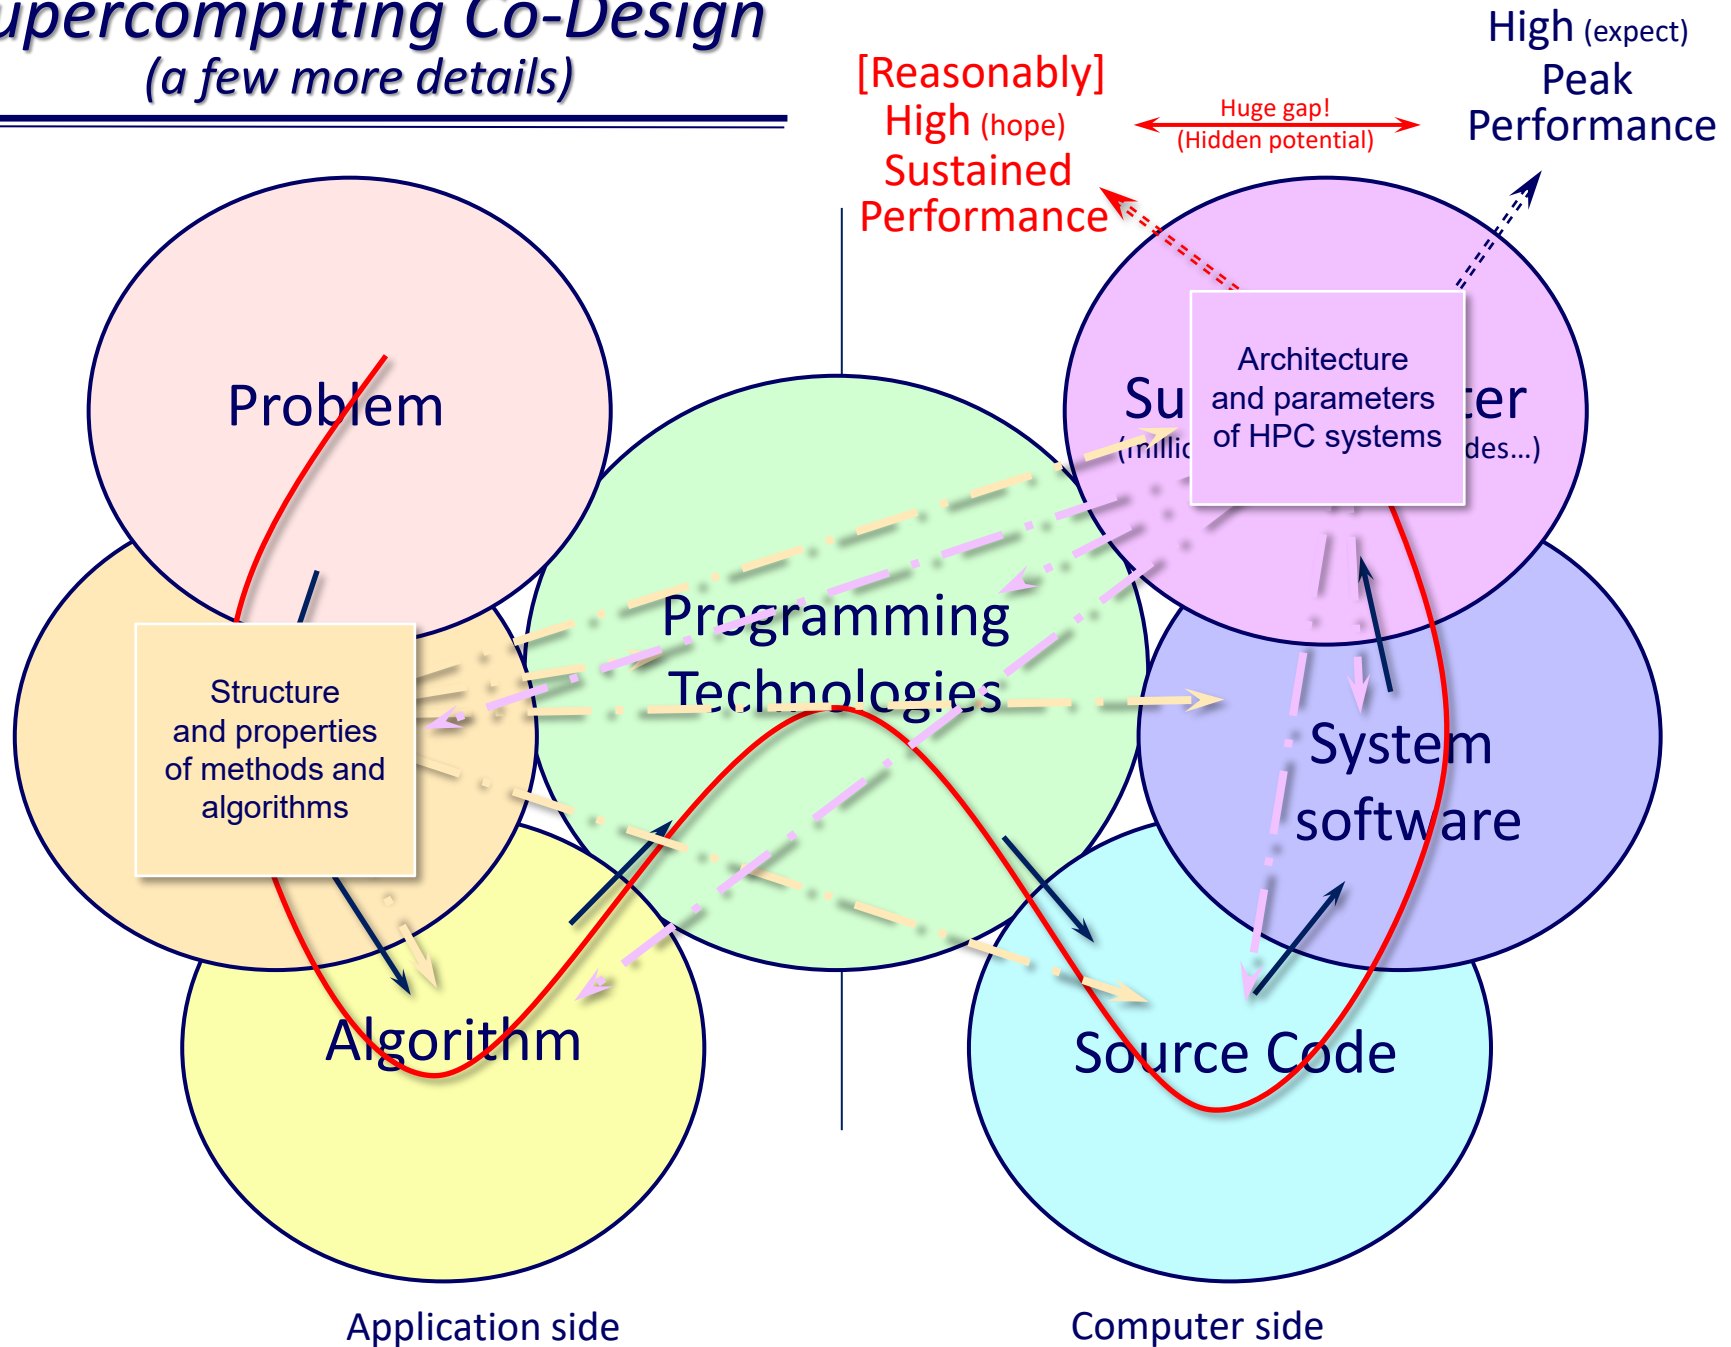 upercomputing Co-Design
(a few more details)
[Reasonably]
High (hope)
Sustained
Performance
Huge gap!
(Hidden potential)
High (expect)
Peak
Performance
Problem
Architecture
and parameters
of HPC systems
Programming
Technologies
Structure
and properties
of methods and
algorithms
System
software
Algorithm
Source Code
Application side
Computer side